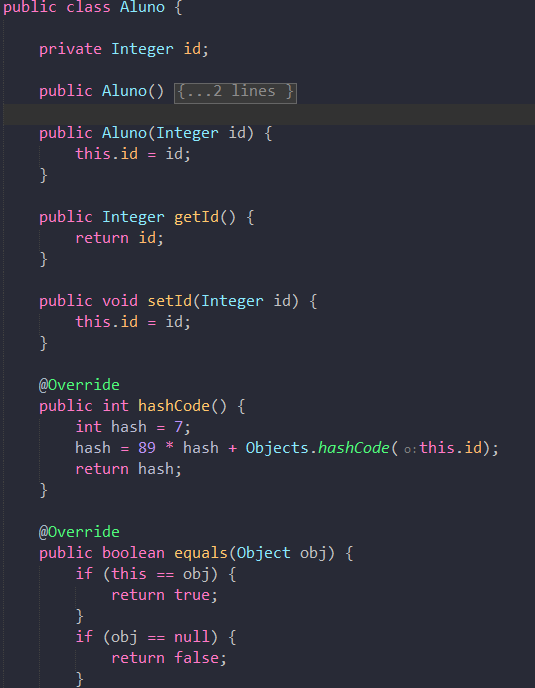 public class Aluno {
private Integer id;
public Aluno() {...2 lines }
public Aluno(Integer id) {
this.id = id;
}
public Integer getId() {
return id;
}
public void setId(Integer id) {
this.id = id;
}
@Override
public int hashCode() {
int hash = 7;
hash = 89 * hash + Objects.hashCode( o:this.id);
return hash;
}
@Override
public boolean equals(Object obj) {
if (this == obj) {
return true;
}
if (obj == null) {
return false;
}